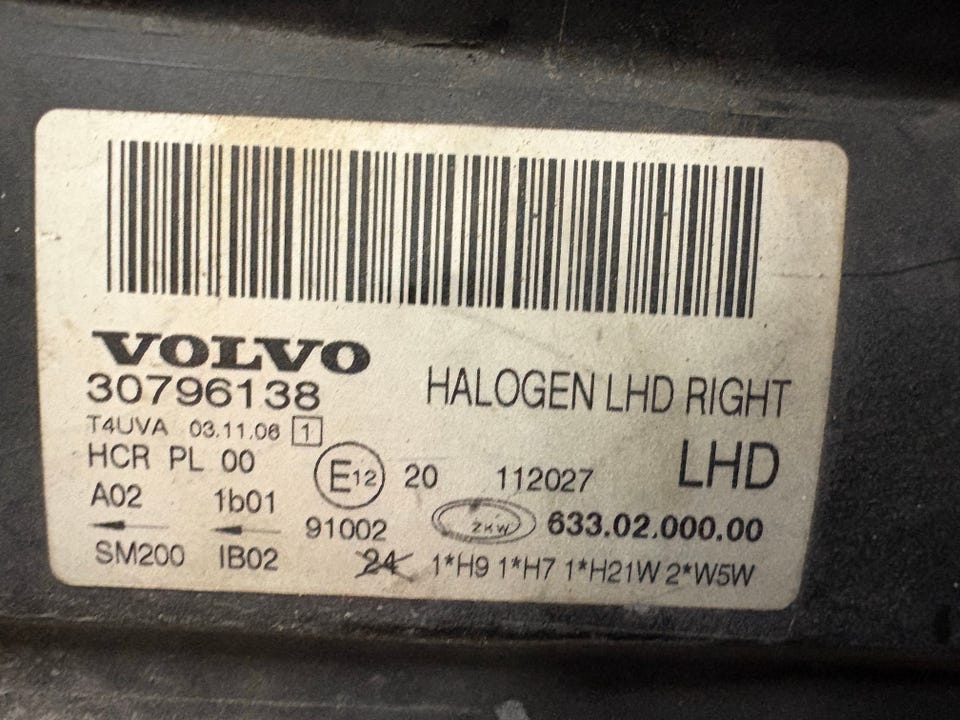 VOLVO
30796138
HALOGEN LHD RIGHT
T4UVA 03.11.06 1
LHD
HCR PL 00
E12 20 112027
A02 1b01
91002 ZKW 633.02.000.00
SM200 IB02 24 1*H9 1*H7 1*H21W 2*W5W